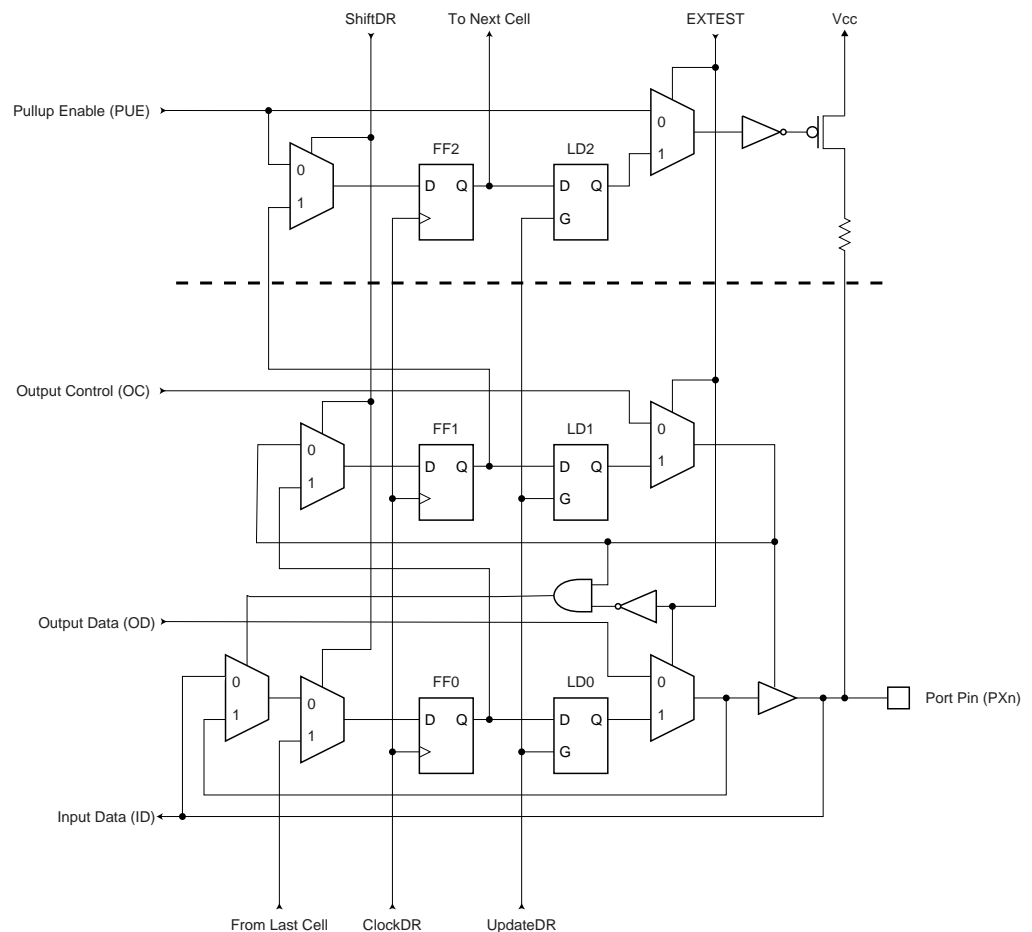 ShiftDR To Next Cell EXTEST Vcc
Pullup Enable (PUE)
0
1
FF2
D Q
LD2
D Q
G
0
1
Output Control (OC)
0
1
FF1
D Q
LD1
D Q
G
0
1
Output Data (OD)
0
1
0
1
FF0
D Q
LD0
D Q
G
0
1
Port Pin (PXn)
Input Data (ID)
From Last Cell ClockDR UpdateDR